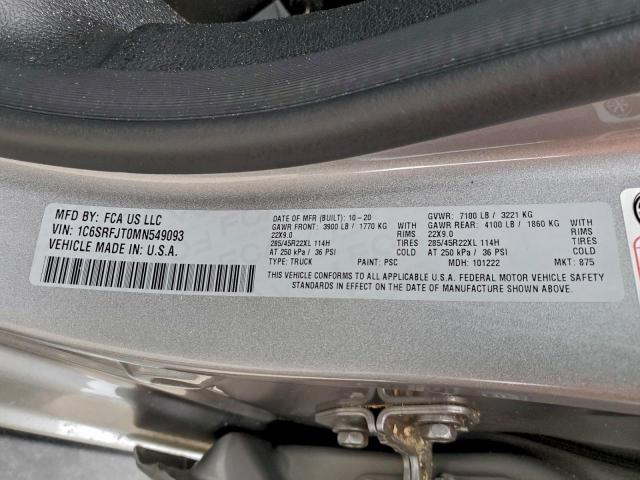 MFD BY: FCA US LLC
VIN: 1C6SRFJT0MN549093
VEHICLE MADE IN: U.S.A.
DATE OF MFR (BUILT): 10-20
GAWR FRONT: 3900 LB / 1770 KG
22X9.0 RIMS
285/45R22XL 114H TIRES
AT 250 kPa / 36 PSI COLD
TYPE: TRUCK PAINT: PSC
GVWR: 7100 LB / 3221 KG
GAWR REAR: 4100 LB / 1860 KG
22X9.0 RIMS
285/45R22XL 114H TIRES
AT 250 kPa / 36 PSI COLD
MDH: 101222 MKT: 875
THIS VEHICLE CONFORMS TO ALL APPLICABLE U.S.A. FEDERAL MOTOR VEHICLE SAFETY
STANDARDS IN EFFECT ON THE DATE OF MANUFACTURE SHOWN ABOVE.